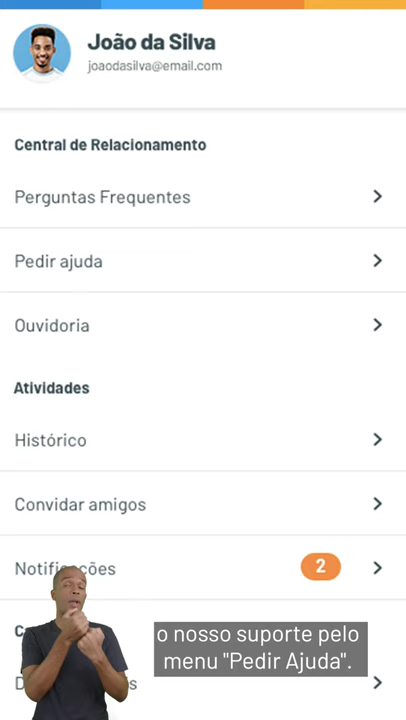 João da Silva
joaodasilva@email.com
Central de Relacionamento
Perguntas Frequentes
Pedir ajuda
Ouvidoria
Atividades
Histórico
Convidar amigos
Notificações
2
o nosso suporte pelo
menu "Pedir Ajuda".